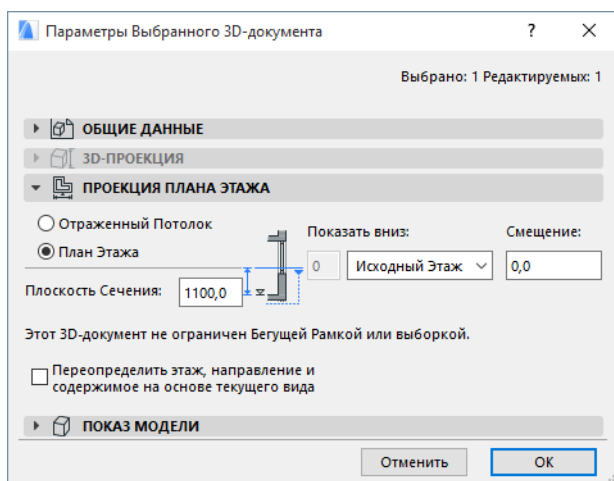 Параметры Выбранного 3D-документа
Выбрано: 1 Редактируемых: 1
ОБЩИЕ ДАННЫЕ
3D-ПРОЕКЦИЯ
ПРОЕКЦИЯ ПЛАНА ЭТАЖА
Отраженный Потолок
Показать вниз: Смещение:
План Этажа
0 Исходный Этаж 0,0
Плоскость Сечения: 1100,0
Этот 3D-документ не ограничен Бегущей Рамкой или выборкой.
Переопределить этаж, направление и
содержимое на основе текущего вида
ПОКАЗ МОДЕЛИ
Отменить ОК